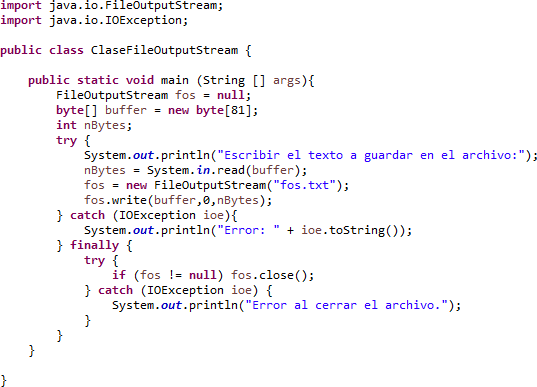 import java.io.FileOutputStream;
import java.io.IOException;

public class ClaseFileOutputStream {

    public static void main (String [] args){
        FileOutputStream fos = null;
        byte[] buffer = new byte[81];
        int nBytes;
        try {
            System.out.println("Escribir el texto a guardar en el archivo:");
            nBytes = System.in.read(buffer);
            fos = new FileOutputStream("fos.txt");
            fos.write(buffer,0,nBytes);
        } catch (IOException ioe){
            System.out.println("Error: " + ioe.toString());
        } finally {
            try {
                if (fos != null) fos.close();
            } catch (IOException ioe) {
                System.out.println("Error al cerrar el archivo.");
            }
        }
    }

}